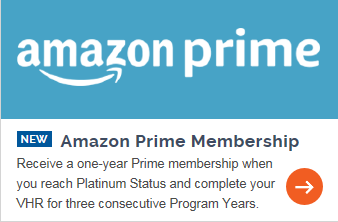 amazon prime
NEW Amazon Prime Membership
Receive a one-year Prime membership when
you reach Platinum Status and complete your
VHR for three consecutive Program Years.